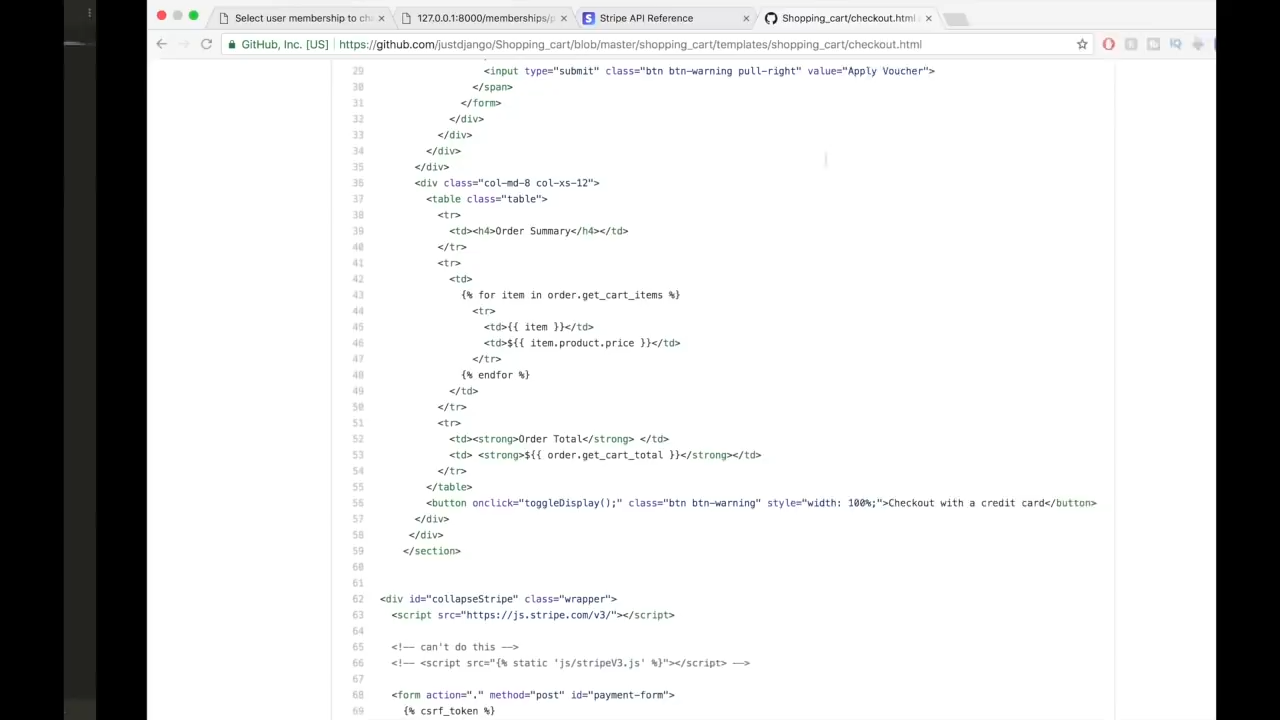 Select user membership to cha
127.0.0.1:8000/memberships/p
Stripe API Reference
Shopping_cart/checkout.html
GitHub, Inc. [US]
https://github.com/justdjango/Shopping_cart/blob/master/shopping_cart/templates/shopping_cart/checkout.html
29 <input type="submit" class="btn btn-warning pull-right" value="Apply Voucher">
30 </span>
31 </form>
32 </div>
33 </div>
34 </div>
35 </div>
36 <div class="col-md-8 col-xs-12">
37 <table class="table">
38 <tr>
39 <td><h4>Order Summary</h4></td>
40 </tr>
41 <tr>
42 <td>
43 {% for item in order.get_cart_items %}
44 <tr>
45 <td>{{ item }}</td>
46 <td>${{ item.product.price }}</td>
47 </tr>
48 {% endfor %}
49 </td>
50 </tr>
51 <tr>
52 <td><strong>Order Total</strong> </td>
53 <td> <strong>${{ order.get_cart_total }}</strong></td>
54 </tr>
55 </table>
56 <button onclick="toggleDisplay();" class="btn btn-warning" style="width: 100%;">Checkout with a credit card</button>
57 </div>
58 </div>
59 </section>
60
61
62 <div id="collapseStripe" class="wrapper">
63 <script src="https://js.stripe.com/v3/"></script>
64
65 <!-- can't do this -->
66 <!-- <script src="{% static 'js/stripeV3.js' %}"></script> -->
67
68 <form action="." method="post" id="payment-form">
69 {% csrf_token %}